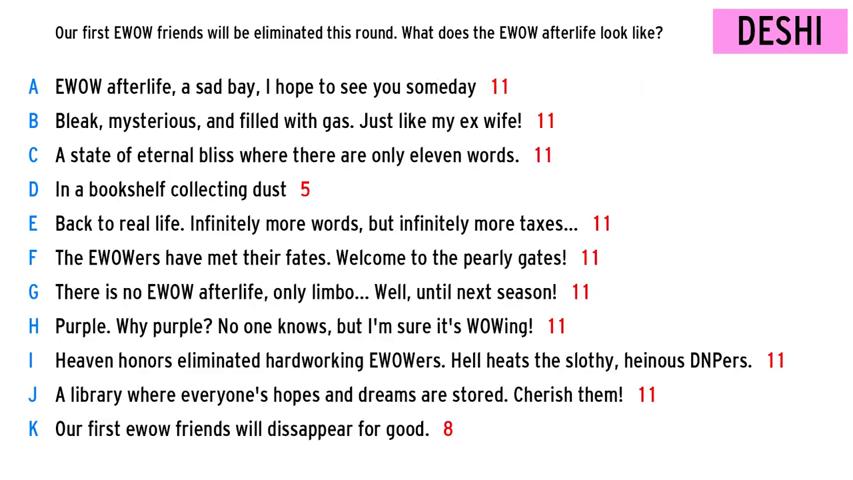 Our first EWOW friends will be eliminated this round. What does the EWOW afterlife look like?
DESHI
A EWOW afterlife, a sad bay, I hope to see you someday 11
B Bleak, mysterious, and filled with gas. Just like my ex wife! 11
C A state of eternal bliss where there are only eleven words. 11
D In a bookshelf collecting dust 5
E Back to real life. Infinitely more words, but infinitely more taxes... 11
F The EWOWers have met their fates. Welcome to the pearly gates! 11
G There is no EWOW afterlife, only limbo... Well, until next season! 11
H Purple. Why purple? No one knows, but I'm sure it's WOWing! 11
I Heaven honors eliminated hardworking EWOWers. Hell heats the slothy, heinous DNPers. 11
J A library where everyone's hopes and dreams are stored. Cherish them! 11
K Our first ewow friends will dissappear for good. 8